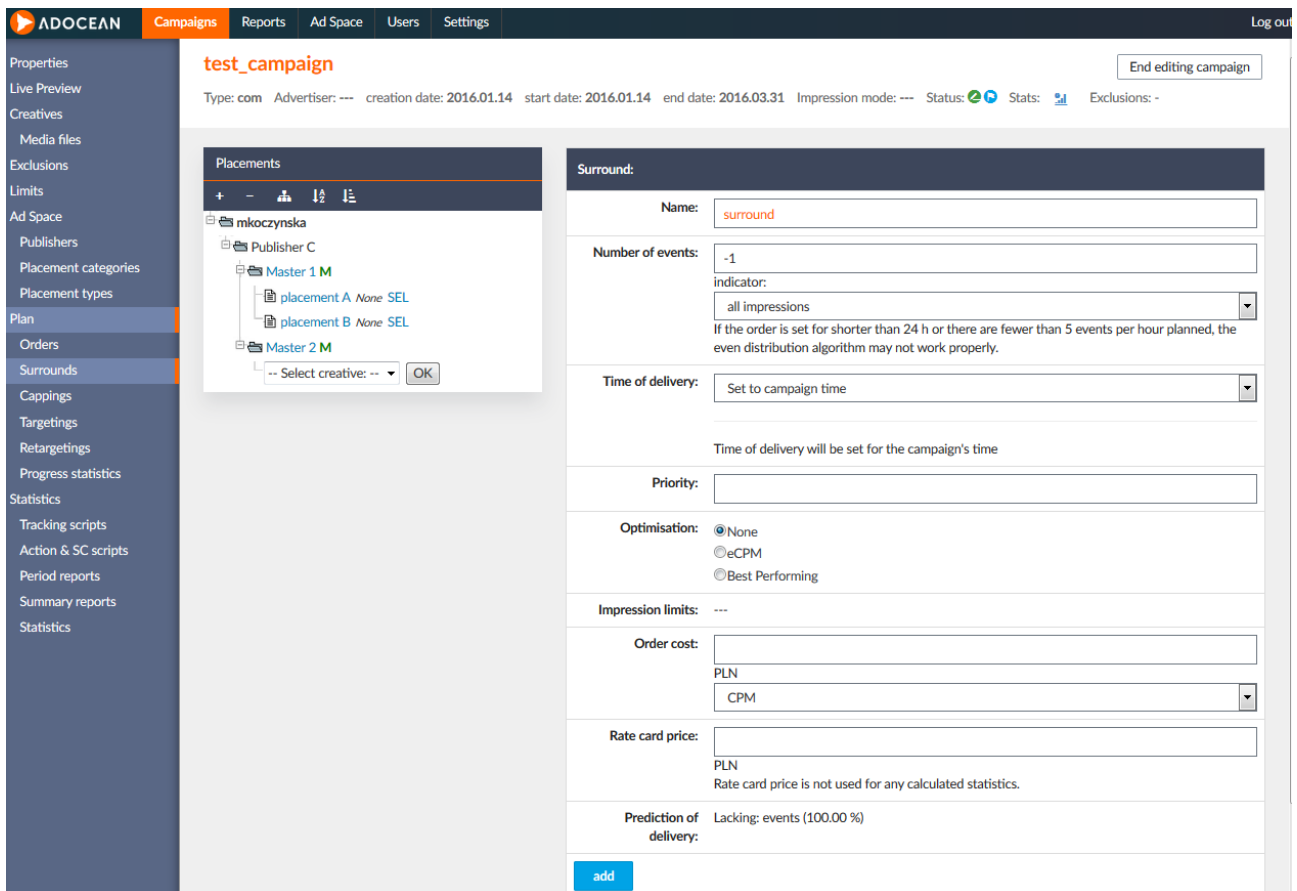 ADOCEAN
Campaigns Reports Ad Space Users Settings
Log out
Properties
Live Preview
Creatives
Media files
Exclusions
Limits
Ad Space
Publishers
Placement categories
Placement types
Plan
Orders
Surrounds
Cappings
Targetings
Retargetings
Progress statistics
Statistics
Tracking scripts
Action & SC scripts
Period reports
Summary reports
Statistics
test_campaign
End editing campaign
Type: com Advertiser: --- creation date: 2016.01.14 start date: 2016.01.14 end date: 2016.03.31 Impression mode: --- Status: Stats: Exclusions: -
Placements
+ -
mkoczynska
Publisher C
Master 1 M
placement A None SEL
placement B None SEL
Master 2 M
-- Select creative: -- OK
Surround:
Name: surround
Number of events: -1
indicator:
all impressions
If the order is set for shorter than 24 h or there are fewer than 5 events per hour planned, the
even distribution algorithm may not work properly.
Time of delivery: Set to campaign time
Time of delivery will be set for the campaign's time
Priority:
Optimisation: None
eCPM
Best Performing
Impression limits: ---
Order cost:
PLN
CPM
Rate card price:
PLN
Rate card price is not used for any calculated statistics.
Prediction of Lacking: events (100.00 %)
delivery:
add